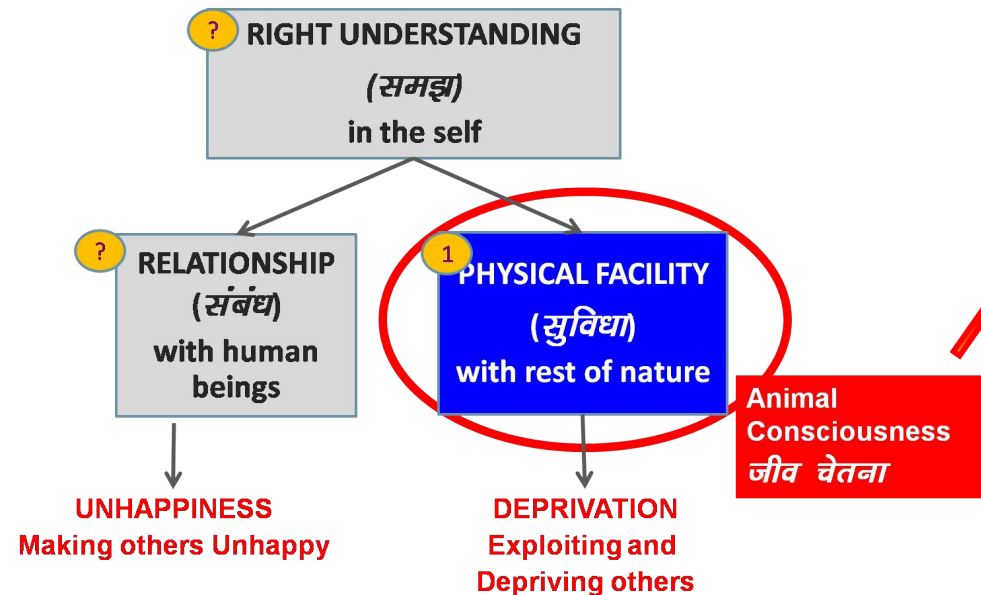 ?
RIGHT UNDERSTANDING
(समझ)
in the self
?
RELATIONSHIP
(संबंध)
with human
beings
1
PHYSICAL FACILITY
(सुविधा)
with rest of nature
Animal
Consciousness
जीव चेतना
UNHAPPINESS
Making others Unhappy
DEPRIVATION
Exploiting and
Depriving others